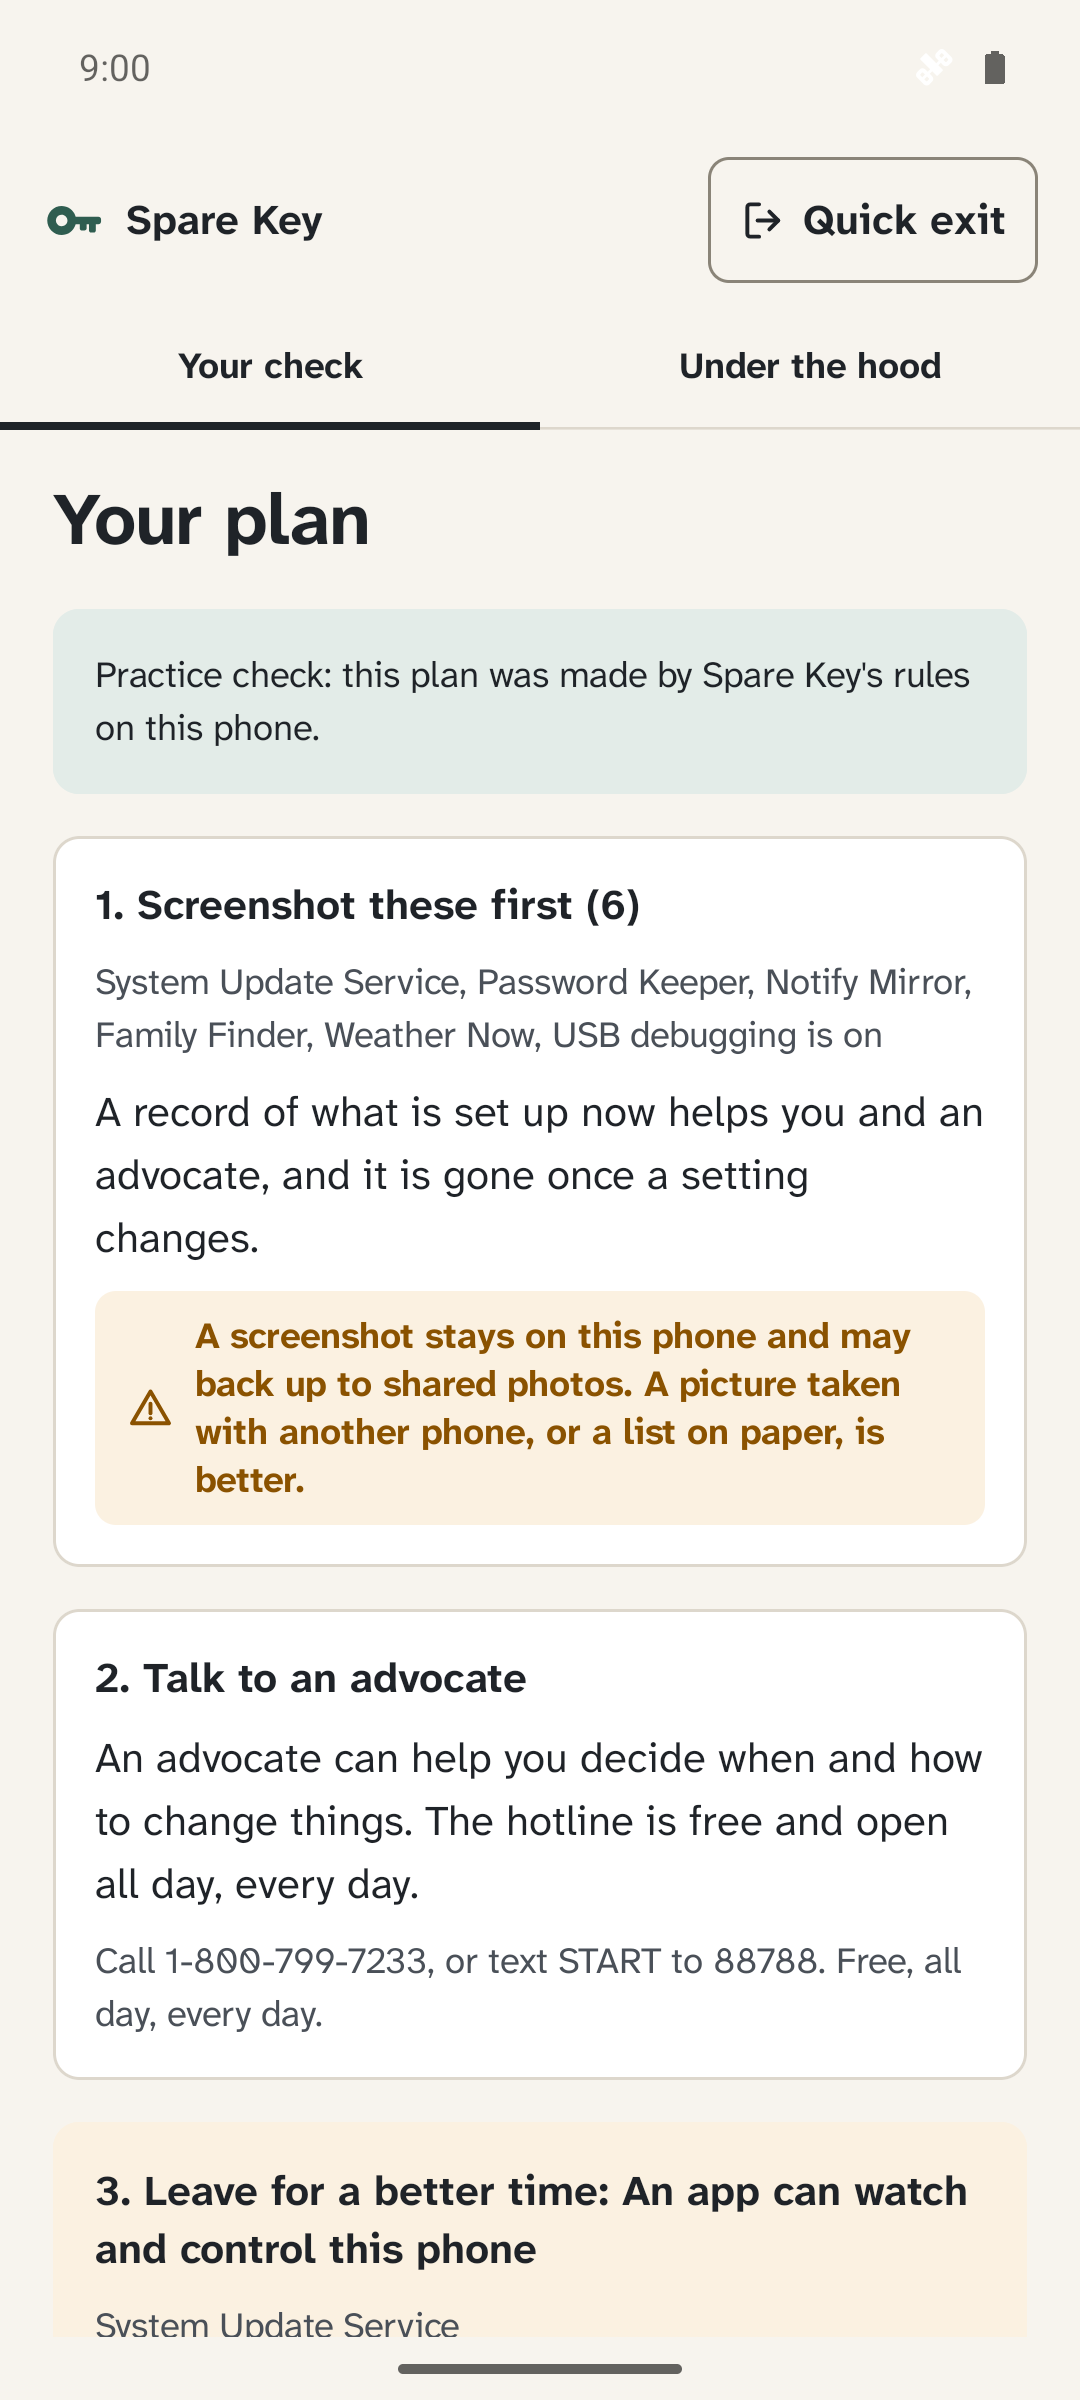 9:00
Spare Key
Quick exit
Your check
Under the hood
Your plan
Practice check: this plan was made by Spare Key's rules
on this phone.
1. Screenshot these first (6)
System Update Service, Password Keeper, Notify Mirror,
Family Finder, Weather Now, USB debugging is on
A record of what is set up now helps you and an
advocate, and it is gone once a setting
changes.
A screenshot stays on this phone and may
back up to shared photos. A picture taken
with another phone, or a list on paper, is
better.
2. Talk to an advocate
An advocate can help you decide when and how
to change things. The hotline is free and open
all day, every day.
Call 1-800-799-7233, or text START to 88788. Free, all
day, every day.
3. Leave for a better time: An app can watch
and control this phone
System Update Service